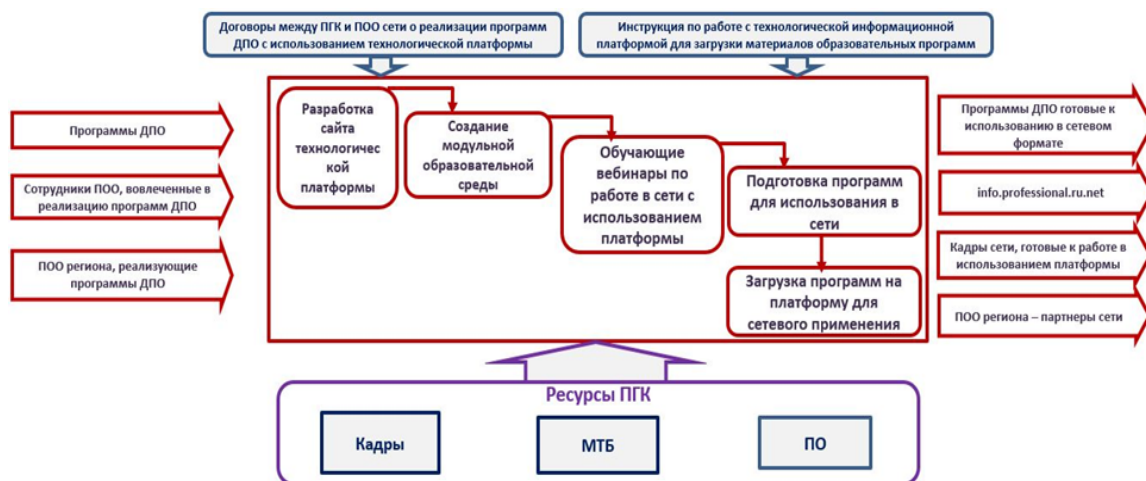 Договоры между ПГК и ПОО сети о реализации программ
ДПО с использованием технологической платформы
Инструкция по работе с технологической информационной
платформой для загрузки материалов образовательных программ
Программы ДПО
Сотрудники ПОО, вовлеченные в
реализацию программ ДПО
ПОО региона, реализующие
программы ДПО
Разработка
сайта
технологичес
кой
платформы
Создание
модульной
образовательной
среды
Обучающие
вебинары по
работе в сети с
использованием
платформы
Подготовка программ
для использования в
сети
Загрузка программ на
платформу для
сетевого применения
Программы ДПО готовые к
использованию в сетевом
формате
info.professional.ru.net
Кадры сети, готовые к работе в
использованием платформы
ПОО региона – партнеры сети
Ресурсы ПГК
Кадры
МТБ
ПО